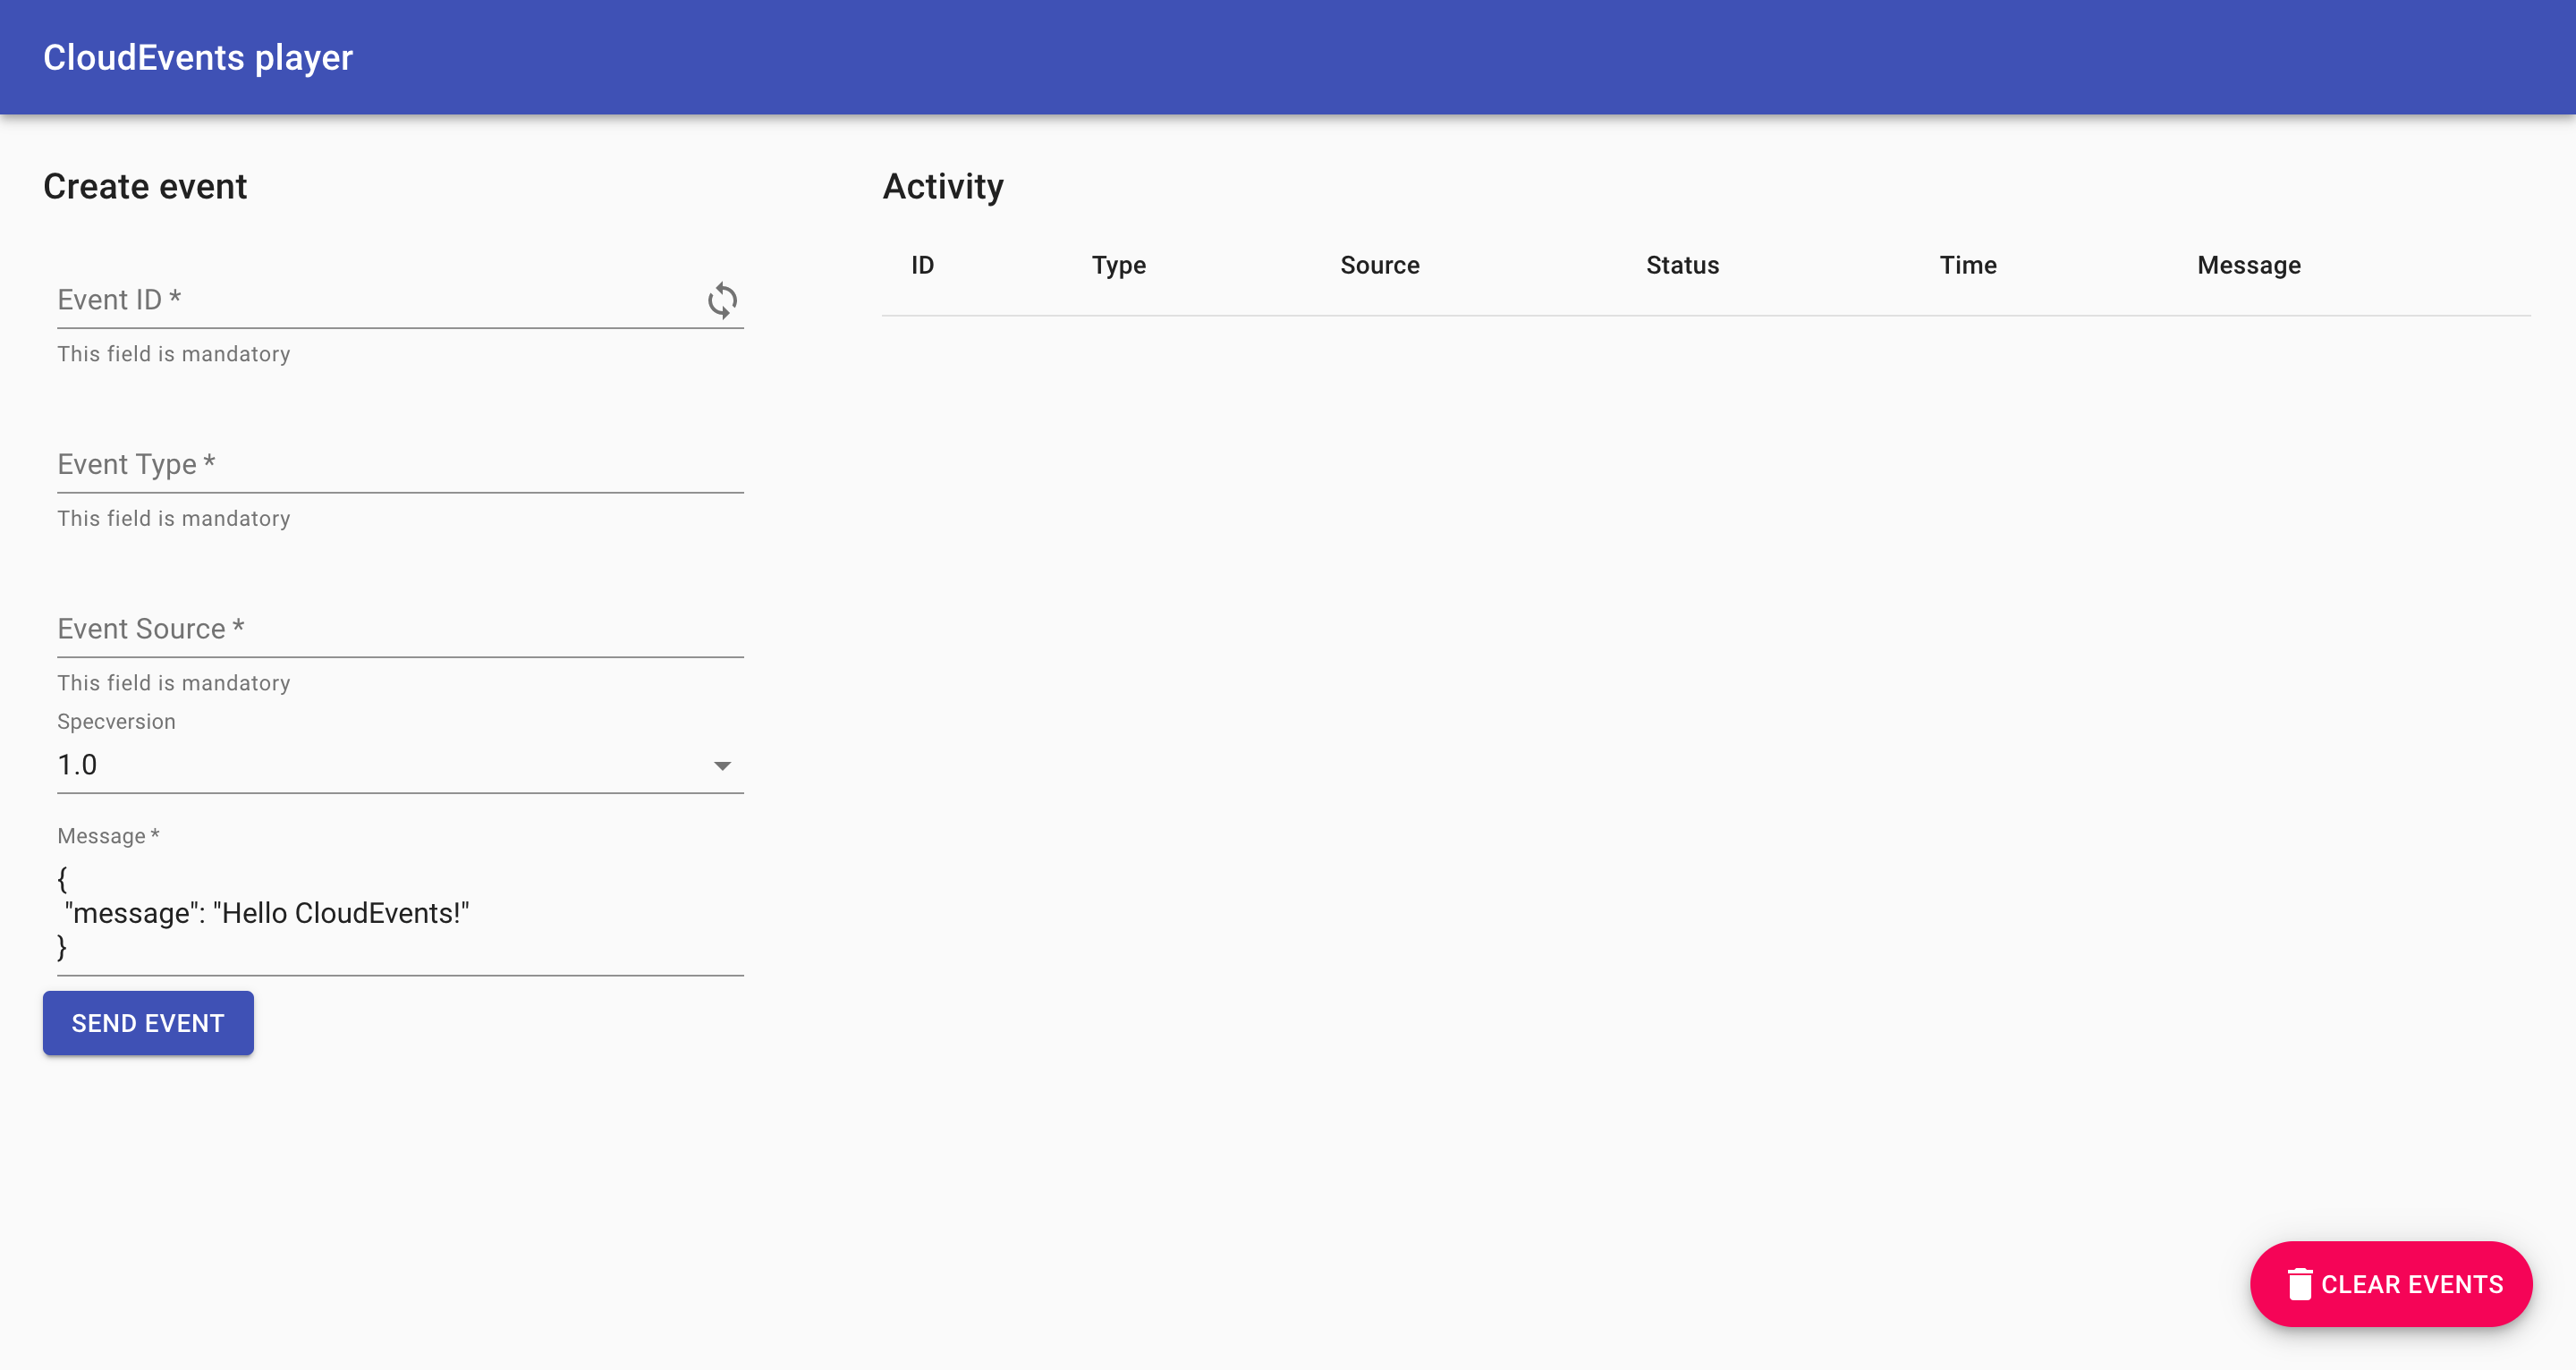 CloudEvents player
Create event
Event ID *
This field is mandatory
Event Type *
This field is mandatory
Event Source *
This field is mandatory
Specversion
1.0
Message *
{
"message": "Hello CloudEvents!"
}
SEND EVENT
Activity
ID Type Source Status Time Message
CLEAR EVENTS